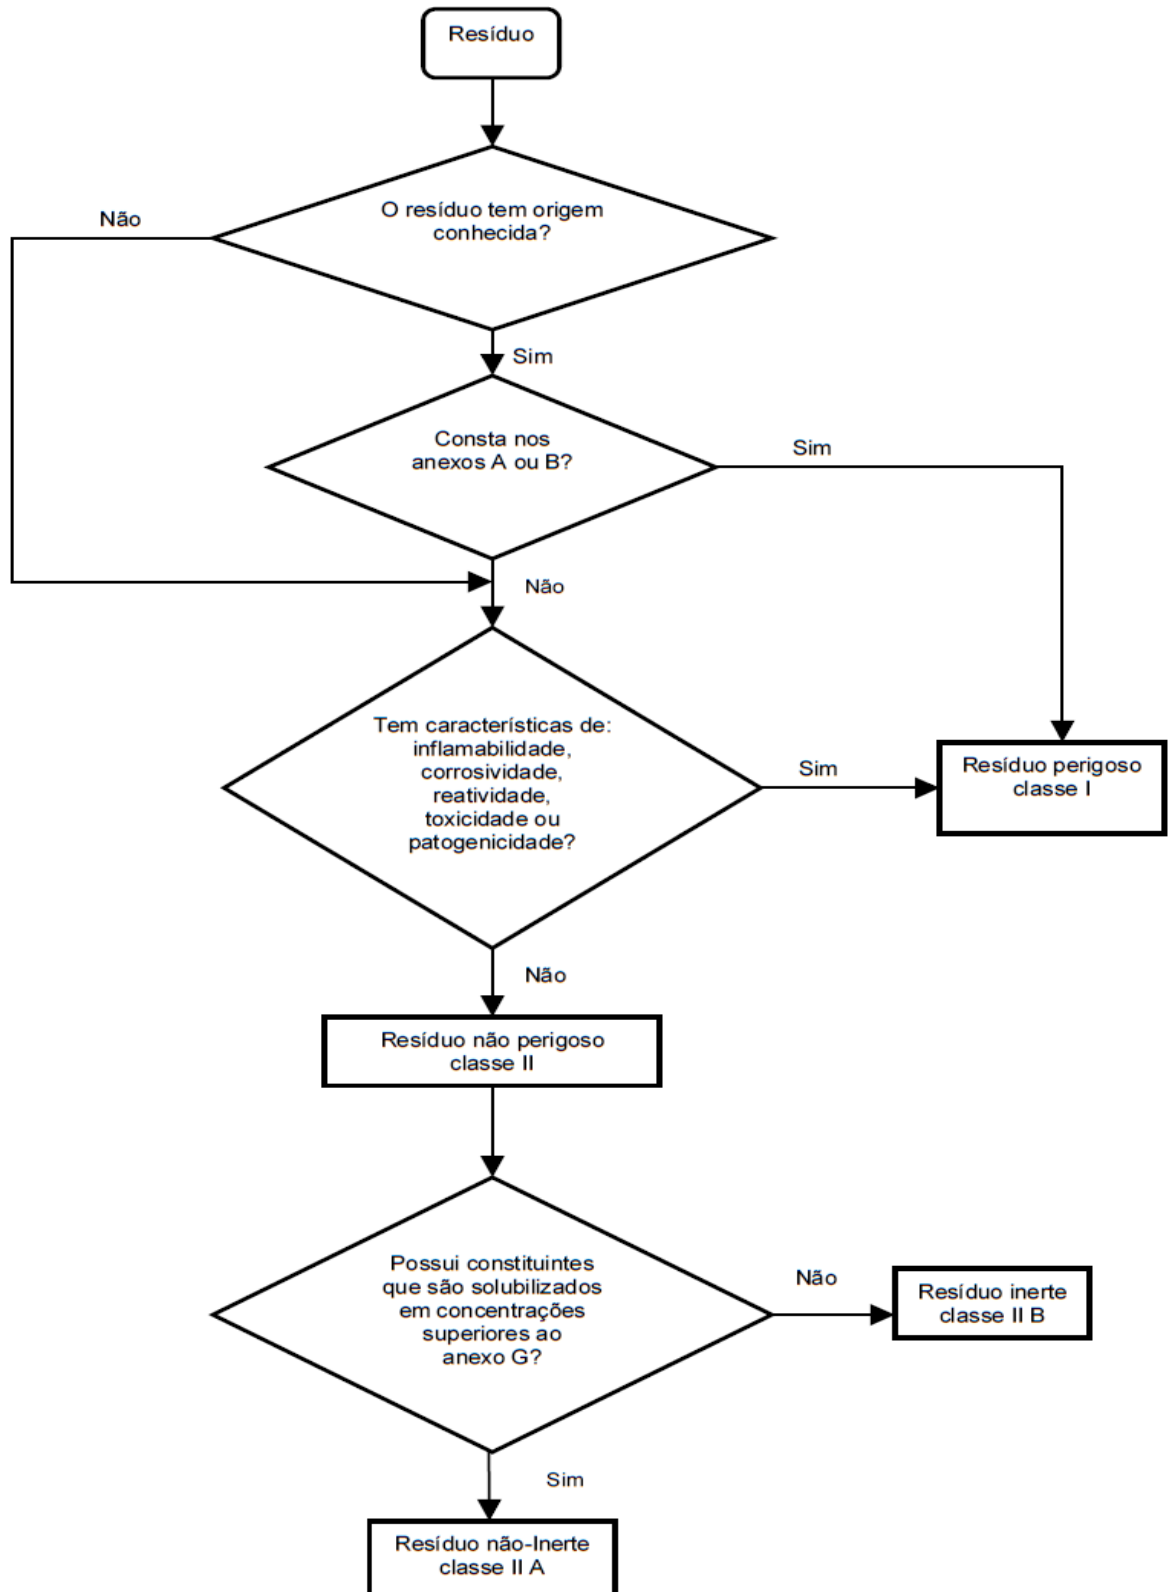 Resíduo
O resíduo tem origem
conhecida?
Não
Sim
Consta nos
anexos A ou B?
Sim
Não
Tem características de:
inflamabilidade,
corrosividade,
reatividade,
toxicidade ou
patogenicidade?
Sim
Resíduo perigoso
classe I
Não
Resíduo não perigoso
classe II
Possui constituintes
que são solubilizados
em concentrações
superiores ao
anexo G?
Não
Resíduo inerte
classe II B
Sim
Resíduo não-Inerte
classe II A